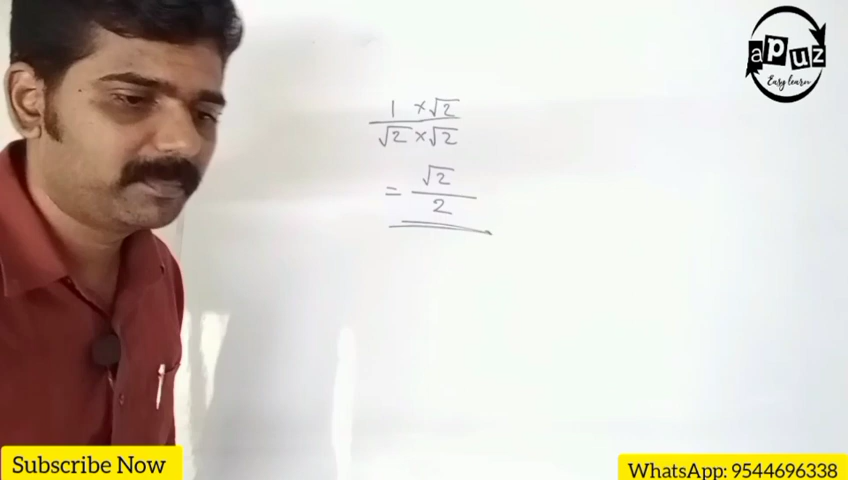 apuz
Easy learn
1 ×√2
√2 ×√2
= √2
2
Subscribe Now
WhatsApp: 9544696338